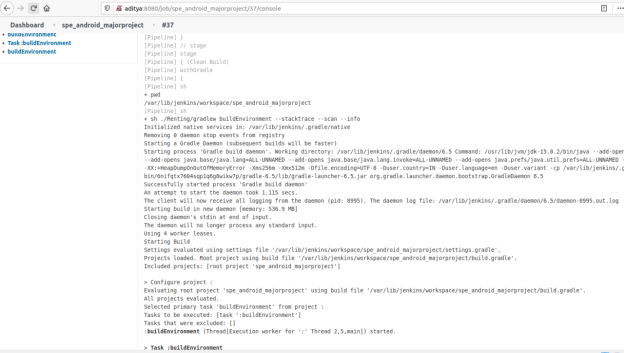 aditya:8080/job/spe_android_majorproject/37/console
Dashboard
spe_android_majorproject
#37
buildEnvironment
Task:buildEnvironment
buildEnvironment
[Pipeline] }
[Pipeline] // stage
[Pipeline] stage
[Pipeline] { (Clean Build)
[Pipeline] withGradle
[Pipeline] {
[Pipeline] sh
+ pwd
/var/lib/jenkins/workspace/spe_android_majorproject
[Pipeline] sh
+ sh ./Renting/gradlew buildEnvironment --stacktrace --scan --info
Initialized native services in: /var/lib/jenkins/.gradle/native
Removing 0 daemon stop events from registry
Starting a Gradle Daemon (subsequent builds will be faster)
Starting process 'Gradle build daemon'. Working directory: /var/lib/jenkins/.gradle/daemon/6.5 Command: /usr/lib/jvm/jdk-15.0.2/bin/java --add-open
--add-opens java.base/java.lang=ALL-UNNAMED --add-opens java.base/java.lang.invoke=ALL-UNNAMED --add-opens java.prefs/java.util.prefs=ALL-UNNAMED
-XX:+HeapDumpOnOutOfMemoryError -Xms256m -Xmx512m -Dfile.encoding=UTF-8 -Duser.country=IN -Duser.language=en -Duser.variant -cp /var/lib/jenkins/.g
gradle-6.5/lib/gradle-launcher-6.5.jar org.gradle.launcher.daemon.bootstrap.GradleDaemon 6.5
Successfully started process 'Gradle build daemon'
An attempt to start the daemon took 1.115 secs.
The client will now receive all logging from the daemon (pid: 8995). The daemon log file: /var/lib/jenkins/.gradle/daemon/6.5/daemon-8995.out.log
Starting build in new daemon [memory: 536.9 MB]
Closing daemon's stdin at end of input.
The daemon will no longer process any standard input.
Using 4 worker leases.
Starting Build
Settings evaluated using settings file '/var/lib/jenkins/workspace/spe_android_majorproject/settings.gradle'.
Projects loaded. Root project using build file '/var/lib/jenkins/workspace/spe_android_majorproject/build.gradle'.
Included projects: [root project 'spe_android_majorproject']
> Configure project :
Evaluating root project 'spe_android_majorproject' using build file '/var/lib/jenkins/workspace/spe_android_majorproject/build.gradle'.
All projects evaluated.
Selected primary task 'buildEnvironment' from project :
Tasks to be executed: [task ':buildEnvironment']
Tasks that were excluded: []
:buildEnvironment (Thread[Execution worker for ':' Thread 2,5,main]) started.
> Task :buildEnvironment